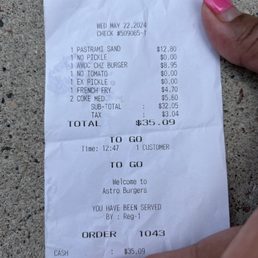 WED MAY 22,2024
CHECK #509065-1
1 PASTRAMI SAND $12.80
1 NO PICKLE $0.00
1 AVOC CHZ BURGER $8.95
1 NO TOMATO $0.00
1 EX PICKLE $0.00
1 FRENCH FRY $4.70
2 COKE MED $5.60
SUB-TOTAL : $32.05
TAX : $3.04
TOTAL $35.09
TO GO
Time: 12:47 1 CUSTOMER
TO GO
Welcome to
Astro Burgers
YOU HAVE BEEN SERVED
BY : Reg-1
ORDER 1043
CASH : $35.09